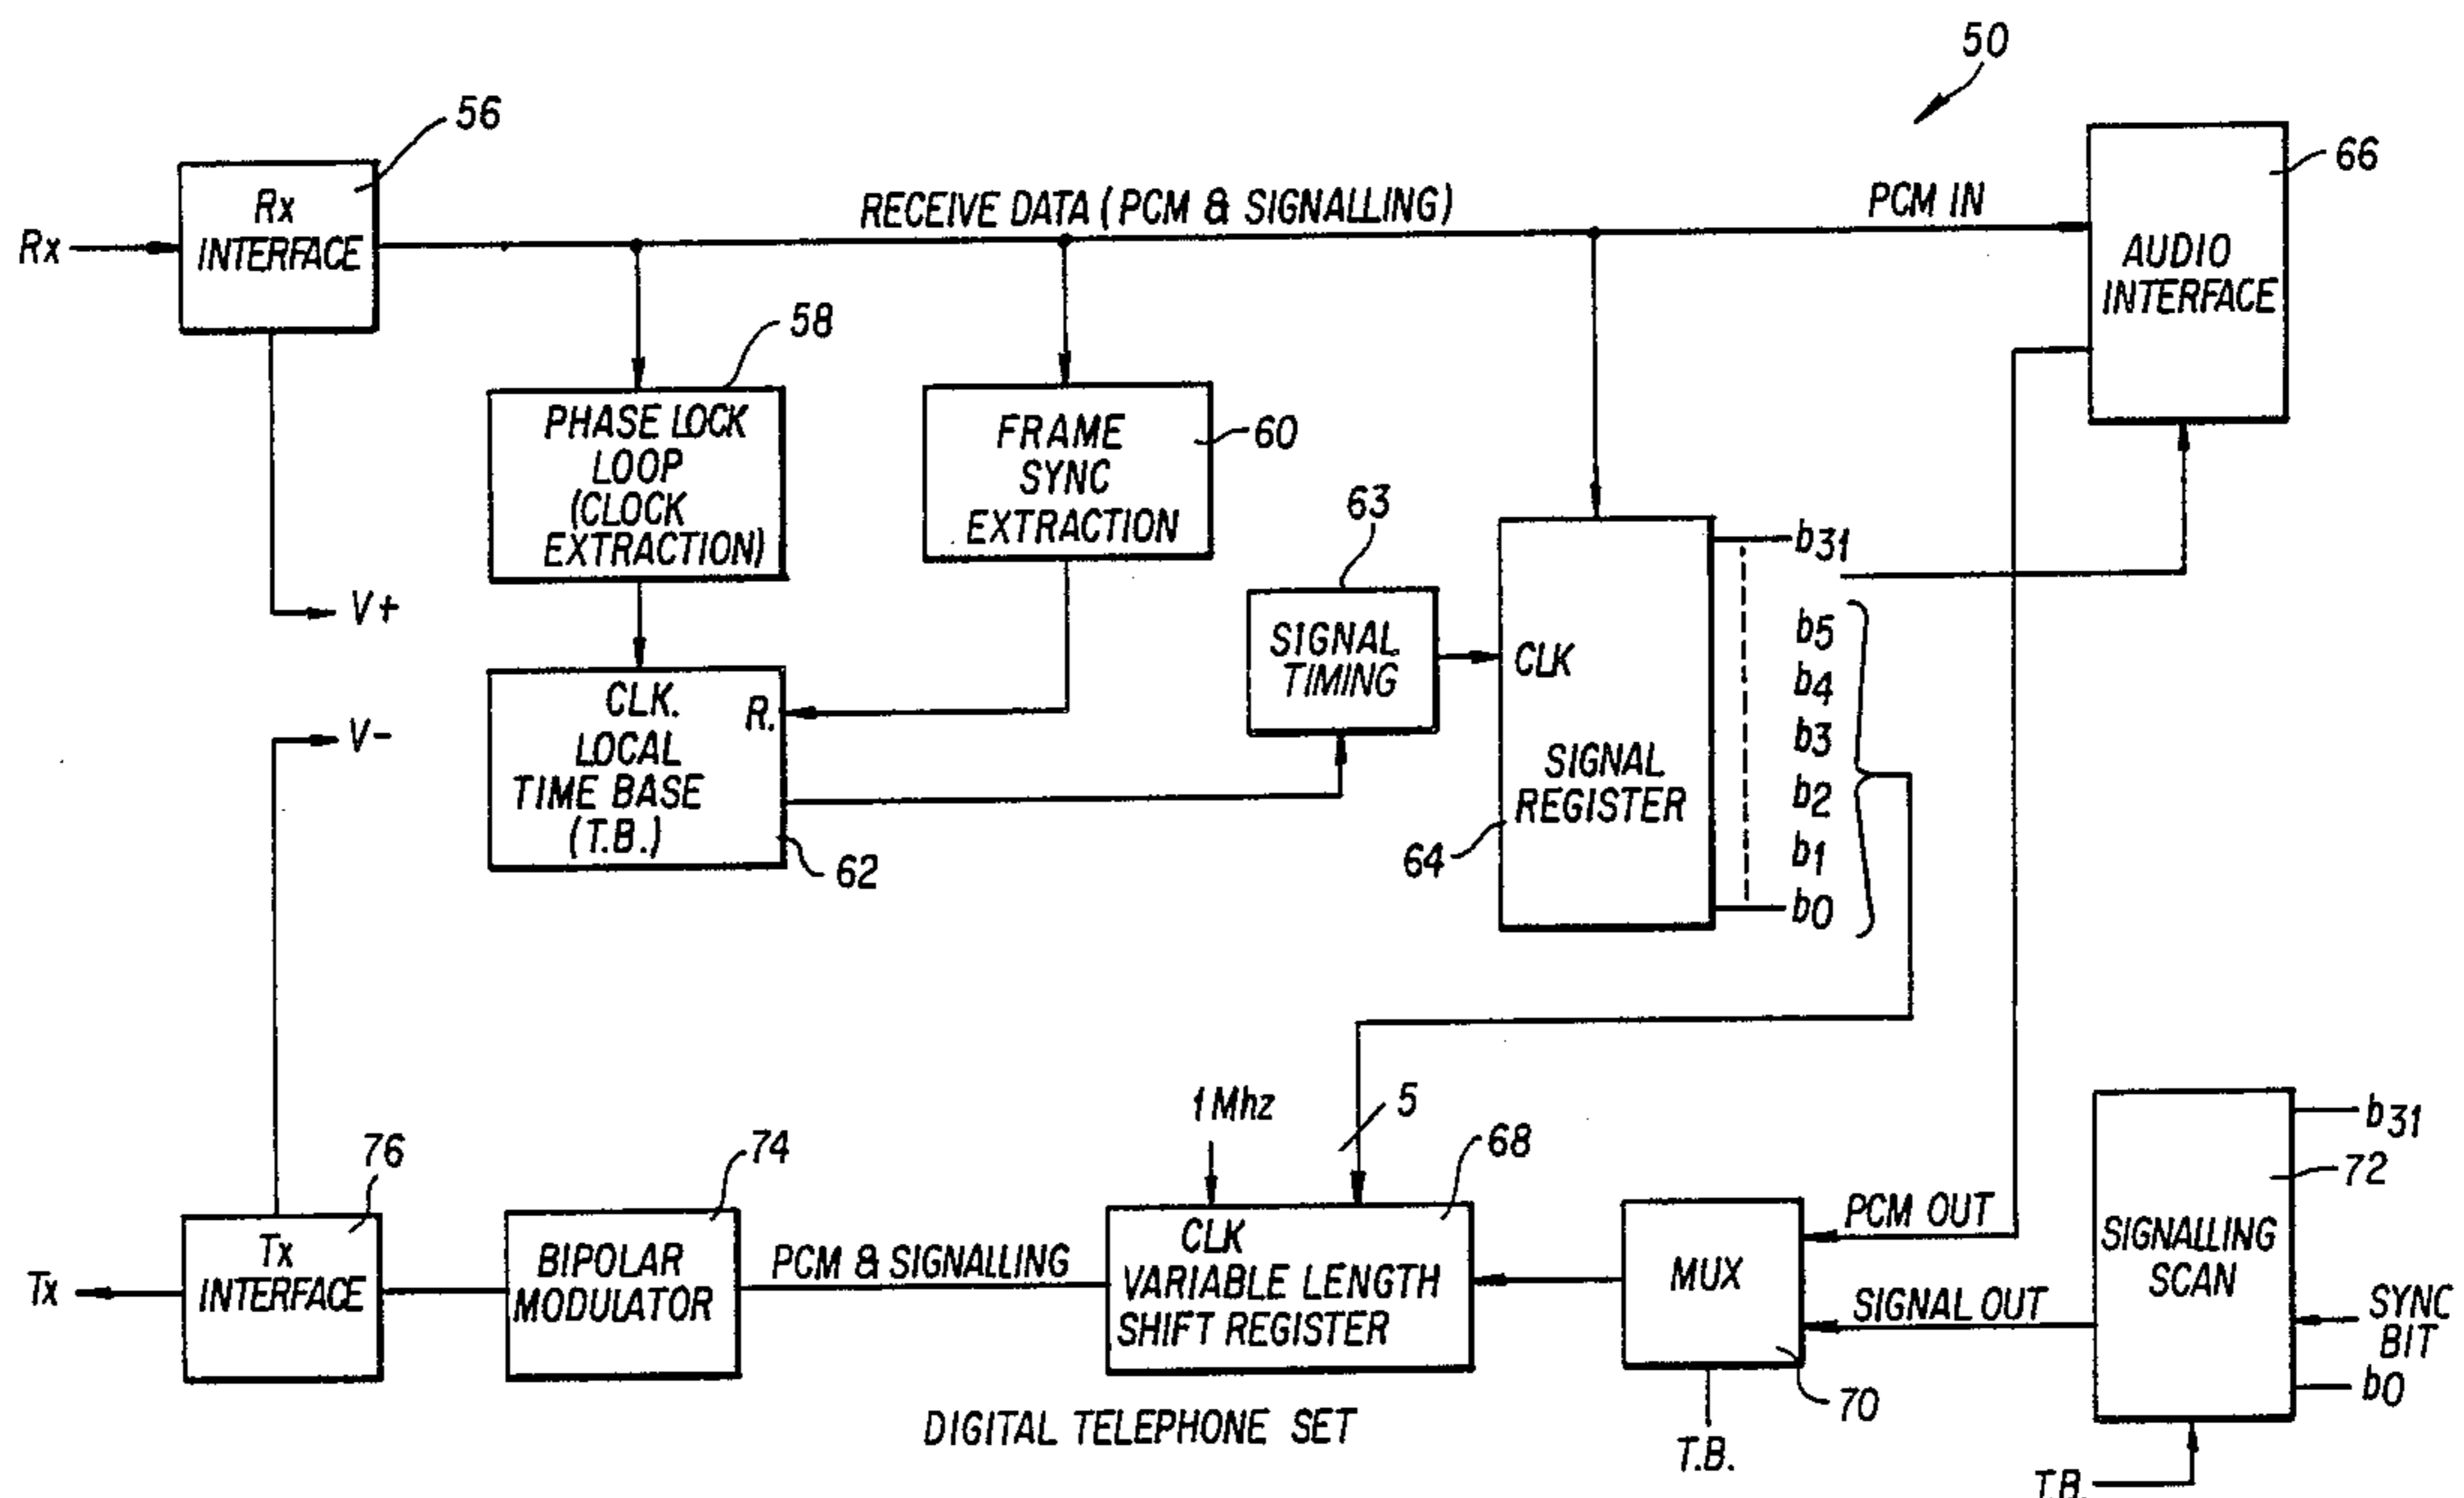 50
56
Rx
INTERFACE
Rx
RECEIVE DATA (PCM & SIGNALLING)
PCM IN
66
AUDIO
INTERFACE
58
PHASE LOCK
LOOP
(CLOCK
EXTRACTION)
FRAME
SYNC
EXTRACTION
60
63
SIGNAL
TIMING
V+
V-
CLK.
R.
LOCAL
TIME BASE
(T.B.)
62
CLK
SIGNAL
REGISTER
64
b31
b5
b4
b3
b2
b1
b0
1Mhz
5
68
CLK
VARIABLE LENGTH
SHIFT REGISTER
76
Tx
INTERFACE
Tx
74
BIPOLAR
MODULATOR
PCM & SIGNALLING
MUX
70
T.B.
PCM OUT
SIGNAL OUT
SIGNALLING
SCAN
b31
72
SYNC
BIT
b0
T.B.
DIGITAL TELEPHONE SET